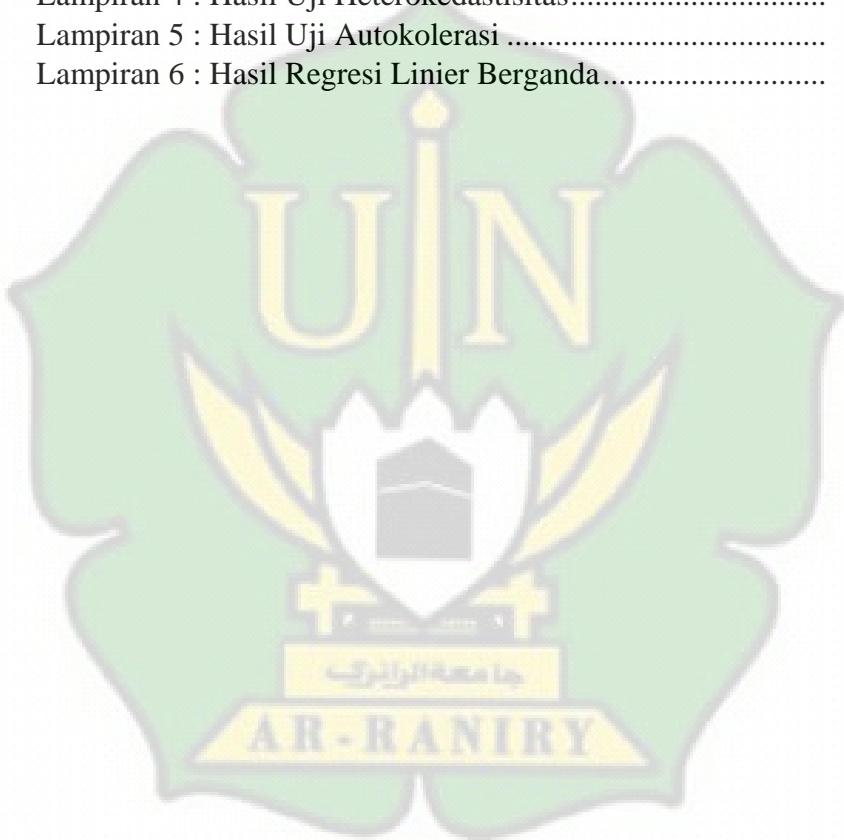 Lampiran 4 : Hasil Uji Heterokedastisitas................................
Lampiran 5 : Hasil Uji Autokolerasi ........................................
Lampiran 6 : Hasil Regresi Linier Berganda............................
UIN
جامعةالرانري
AR-RANIRY